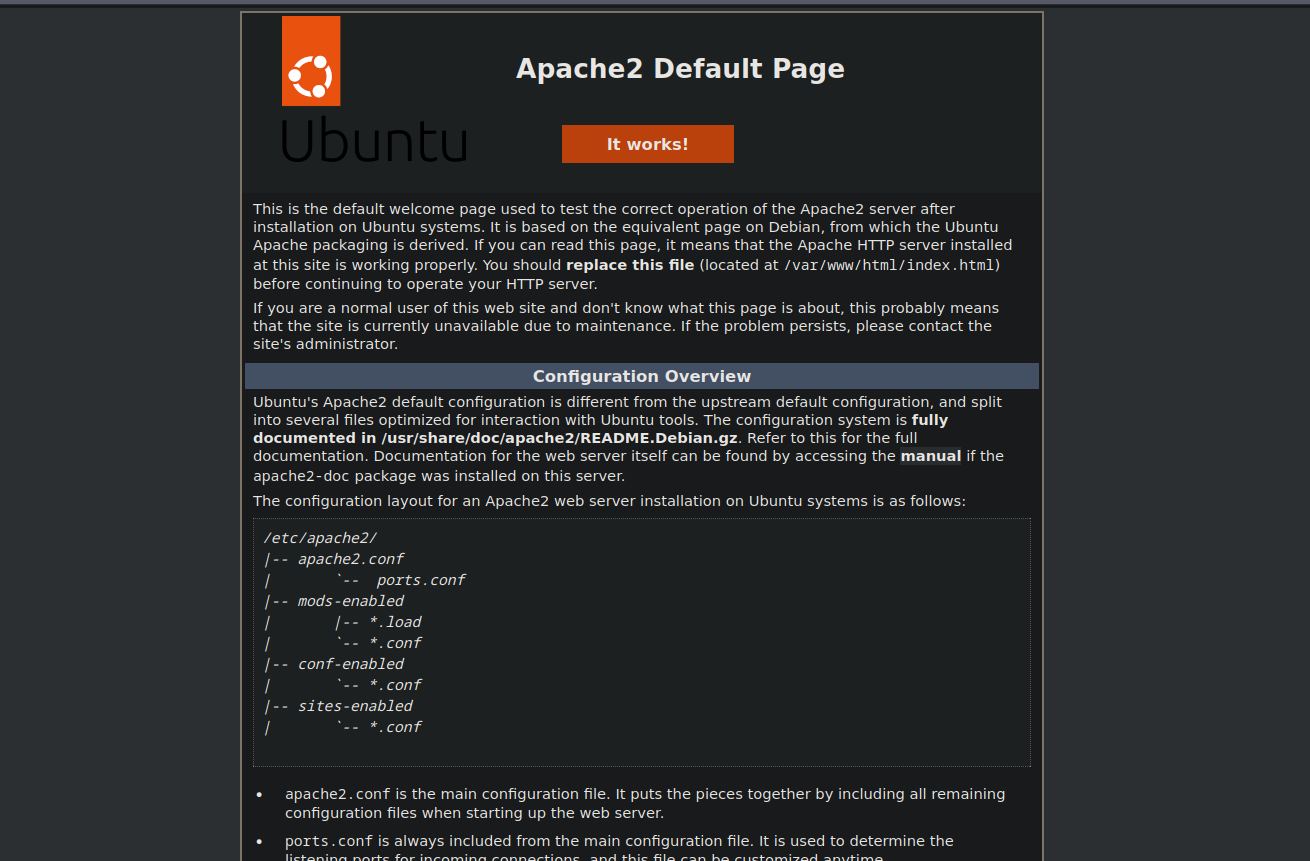 Apache2 Default Page
Ubuntu
It works!
This is the default welcome page used to test the correct operation of the Apache2 server after
installation on Ubuntu systems. It is based on the equivalent page on Debian, from which the Ubuntu
Apache packaging is derived. If you can read this page, it means that the Apache HTTP server installed
at this site is working properly. You should replace this file (located at /var/www/html/index.html)
before continuing to operate your HTTP server.
If you are a normal user of this web site and don't know what this page is about, this probably means
that the site is currently unavailable due to maintenance. If the problem persists, please contact the
site's administrator.
Configuration Overview
Ubuntu's Apache2 default configuration is different from the upstream default configuration, and split
into several files optimized for interaction with Ubuntu tools. The configuration system is fully
documented in /usr/share/doc/apache2/README.Debian.gz. Refer to this for the full
documentation. Documentation for the web server itself can be found by accessing the manual if the
apache2-doc package was installed on this server.
The configuration layout for an Apache2 web server installation on Ubuntu systems is as follows:
/etc/apache2/
|-- apache2.conf
|       `--  ports.conf
|-- mods-enabled
|       |-- *.load
|       `-- *.conf
|-- conf-enabled
|       `-- *.conf
|-- sites-enabled
|       `-- *.conf
• apache2.conf is the main configuration file. It puts the pieces together by including all remaining
configuration files when starting up the web server.
• ports.conf is always included from the main configuration file. It is used to determine the
listening ports for incoming connections, and this file can be customized anytime.